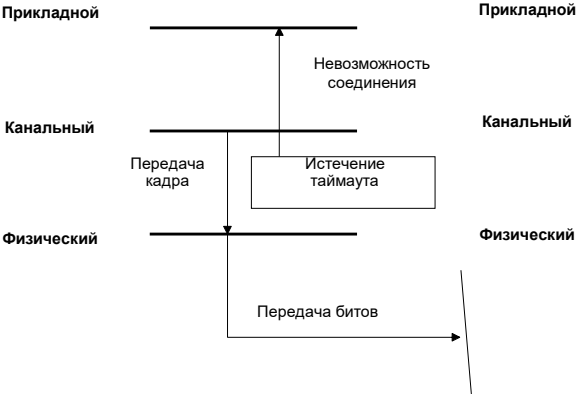 Прикладной
Прикладной
Невозможность
соединения
Канальный
Канальный
Передача
кадра
Истечение
таймаута
Физический
Физический
Передача битов